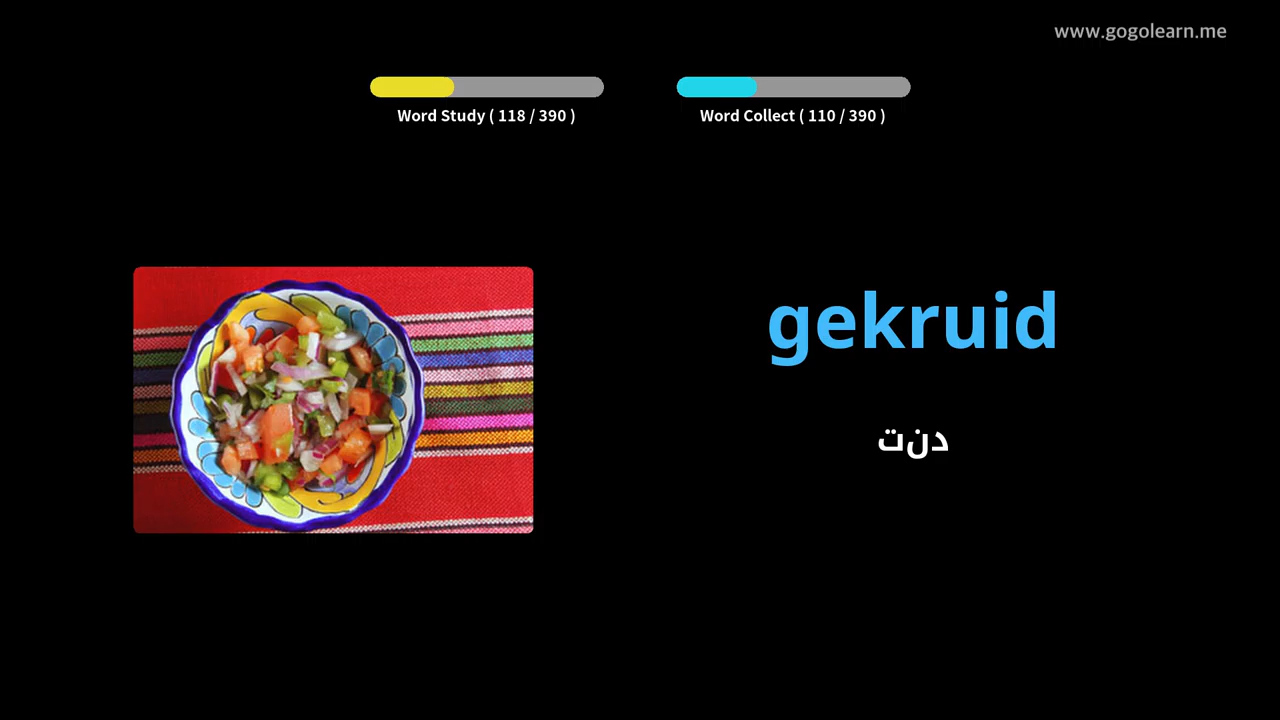 www.gogolearn.me
Word Study ( 118 / 390 )
Word Collect ( 110 / 390 )
gekruid
دنت